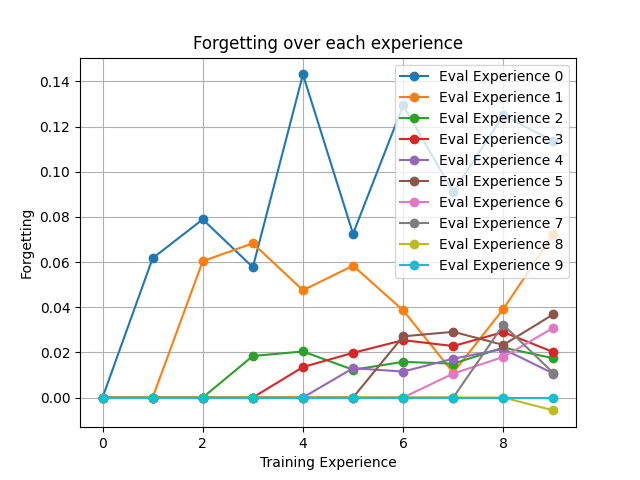 Forgetting over each experience
0.14
0.12
0.10
0.08
0.06
0.04
0.02
0.00
Forgetting
Eval Experience 0
Eval Experience 1
Eval Experience 2
Eval Experience 3
Eval Experience 4
Eval Experience 5
Eval Experience 6
Eval Experience 7
Eval Experience 8
Eval Experience 9
0 2 4 6 8
Training Experience